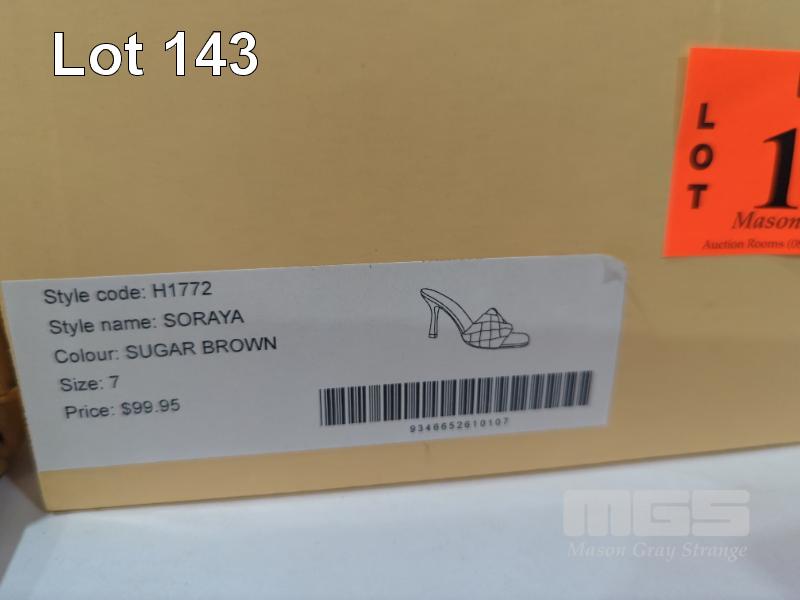 Lot 143
LOT
1
Mason
Auction Rooms (0
Style code: H1772
Style name: SORAYA
Colour: SUGAR BROWN
Size: 7
Price: $99.95
9346652610107
MGS
Mason Gray Strange